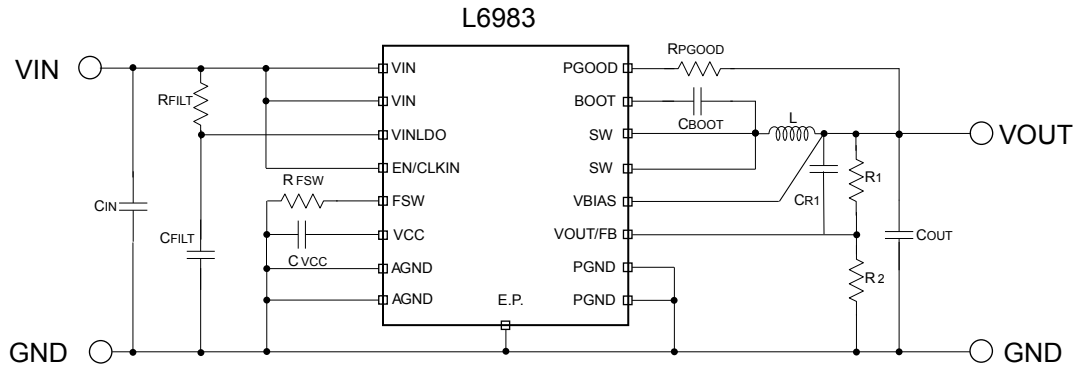 L6983
VIN
RFILT
CIN
CFILT
RFSW
CVCC
GND
VIN
VIN
VINLDO
EN/CLKIN
FSW
VCC
AGND
AGND
E.P.
PGOOD
BOOT
SW
SW
VBIAS
VOUT/FB
PGND
PGND
RPGOOD
CBOOT
L
CR1
R1
R2
COUT
VOUT
GND